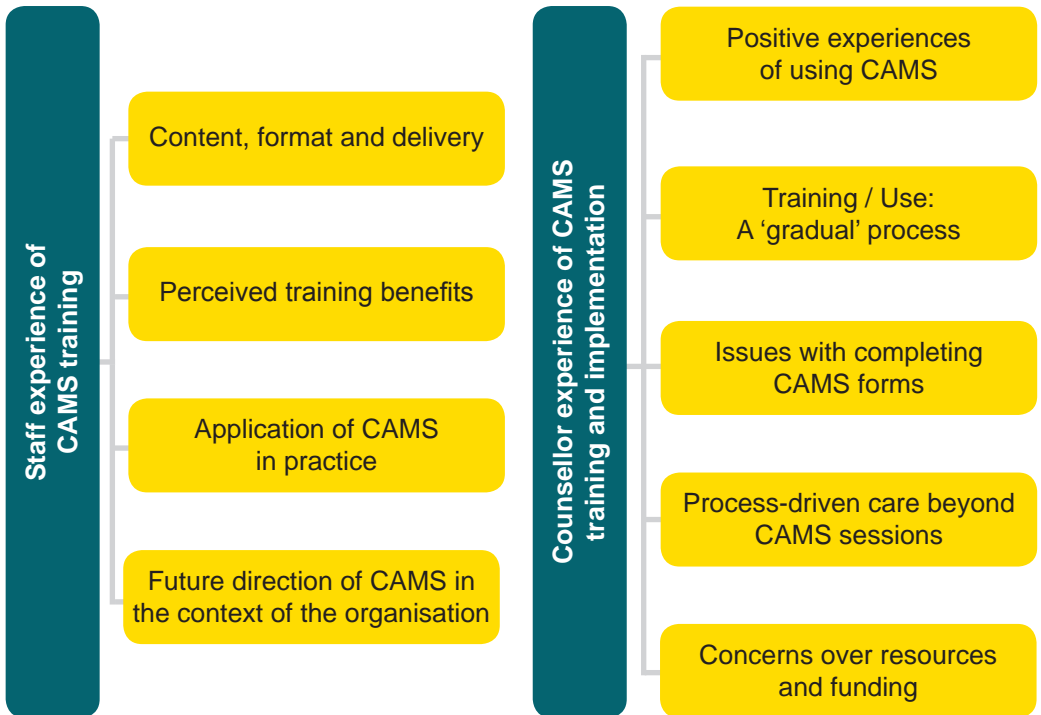 Staff experience of
CAMS training
Content, format and delivery
Perceived training benefits
Application of CAMS
in practice
Future direction of CAMS in
the context of the organisation
Counsellor experience of CAMS
training and implementation
Positive experiences
of using CAMS
Training / Use:
A ‘gradual’ process
Issues with completing
CAMS forms
Process-driven care beyond
CAMS sessions
Concerns over resources
and funding